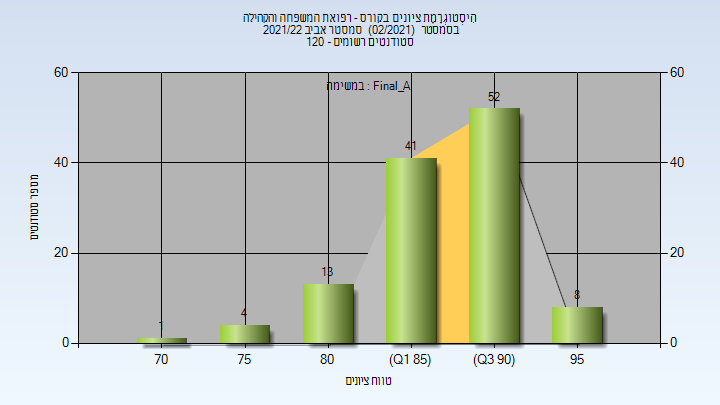 היסטוגרמת ציונים בקורס - רפואת המשפחה והקהילה
בסמסטר (02/2021) סמסטר אביב 2021/22
סטודנטים רשומים - 120
במשימה : Final_A
60 60
52
41
40 40
מספר סטודנטים
20 20
13
8
4
1
0 0
70 75 80 (Q1 85) (Q3 90) 95
טווח ציונים